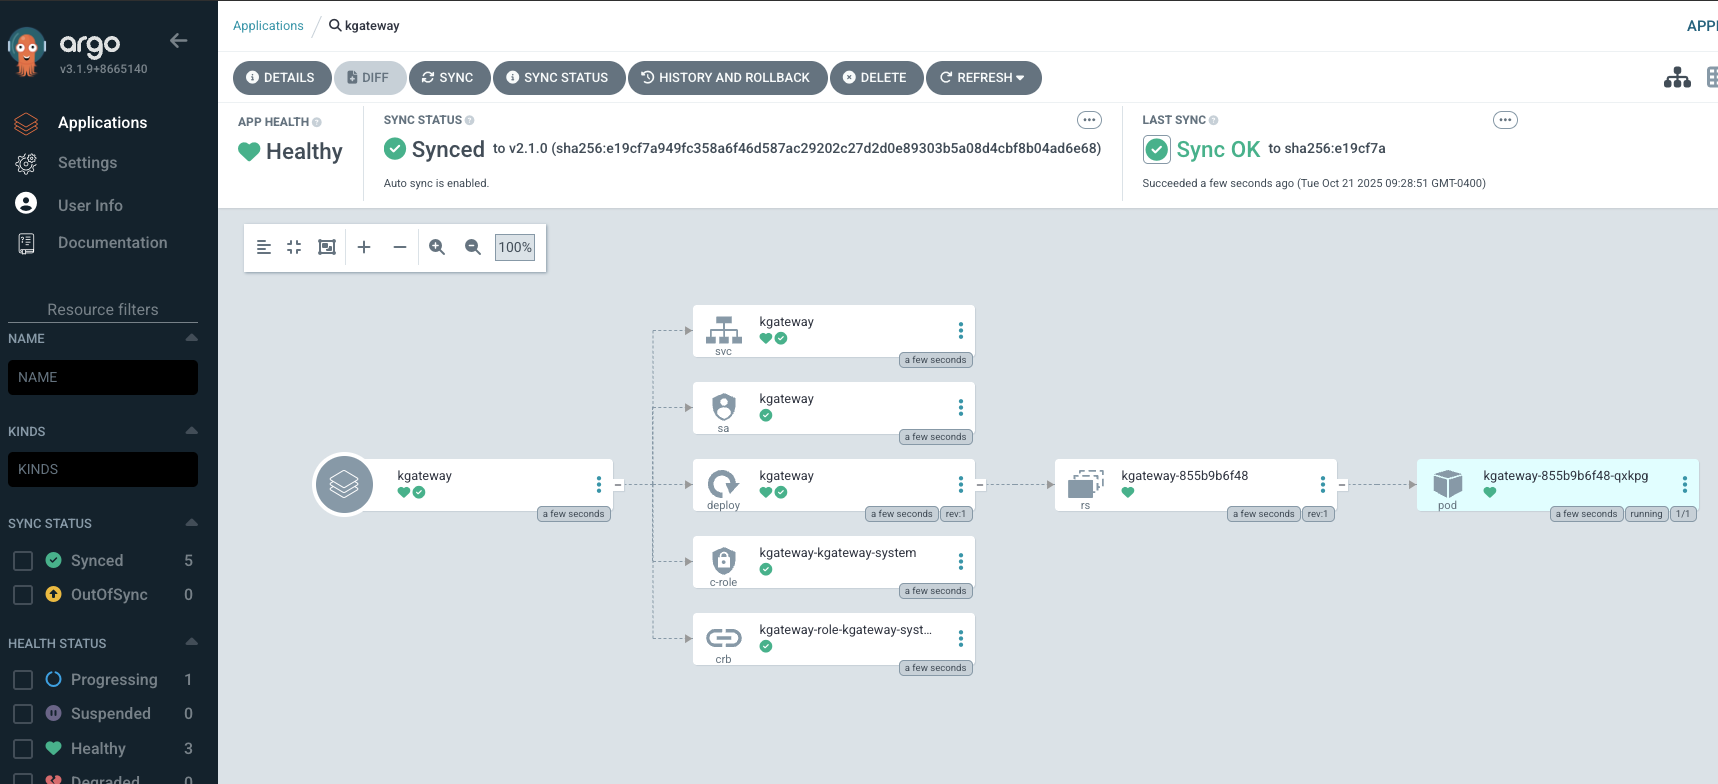 argo
v3.1.9+8665140
Applications
Settings
User Info
Documentation
Resource filters
NAME
NAME
KINDS
KINDS
SYNC STATUS
Synced 5
OutOfSync 0
HEALTH STATUS
Progressing 1
Suspended 0
Healthy 3
Degraded 0
Applications / kgateway
APPL
DETAILS DIFF SYNC SYNC STATUS HISTORY AND ROLLBACK DELETE REFRESH
APP HEALTH
Healthy
SYNC STATUS
Synced to v2.1.0 (sha256:e19cf7a949fc358a6f46d587ac29202c27d2d0e89303b5a08d4cbf8b04ad6e68)
Auto sync is enabled.
LAST SYNC
Sync OK to sha256:e19cf7a
Succeeded a few seconds ago (Tue Oct 21 2025 09:28:51 GMT-0400)
100%
kgateway
a few seconds
kgateway
svc
a few seconds
kgateway
sa
a few seconds
kgateway
deploy
a few seconds rev:1
kgateway-kgateway-system
c-role
a few seconds
kgateway-role-kgateway-syst...
crb
a few seconds
kgateway-855b9b6f48
rs
a few seconds rev:1
kgateway-855b9b6f48-qxkpg
pod
a few seconds running 1/1